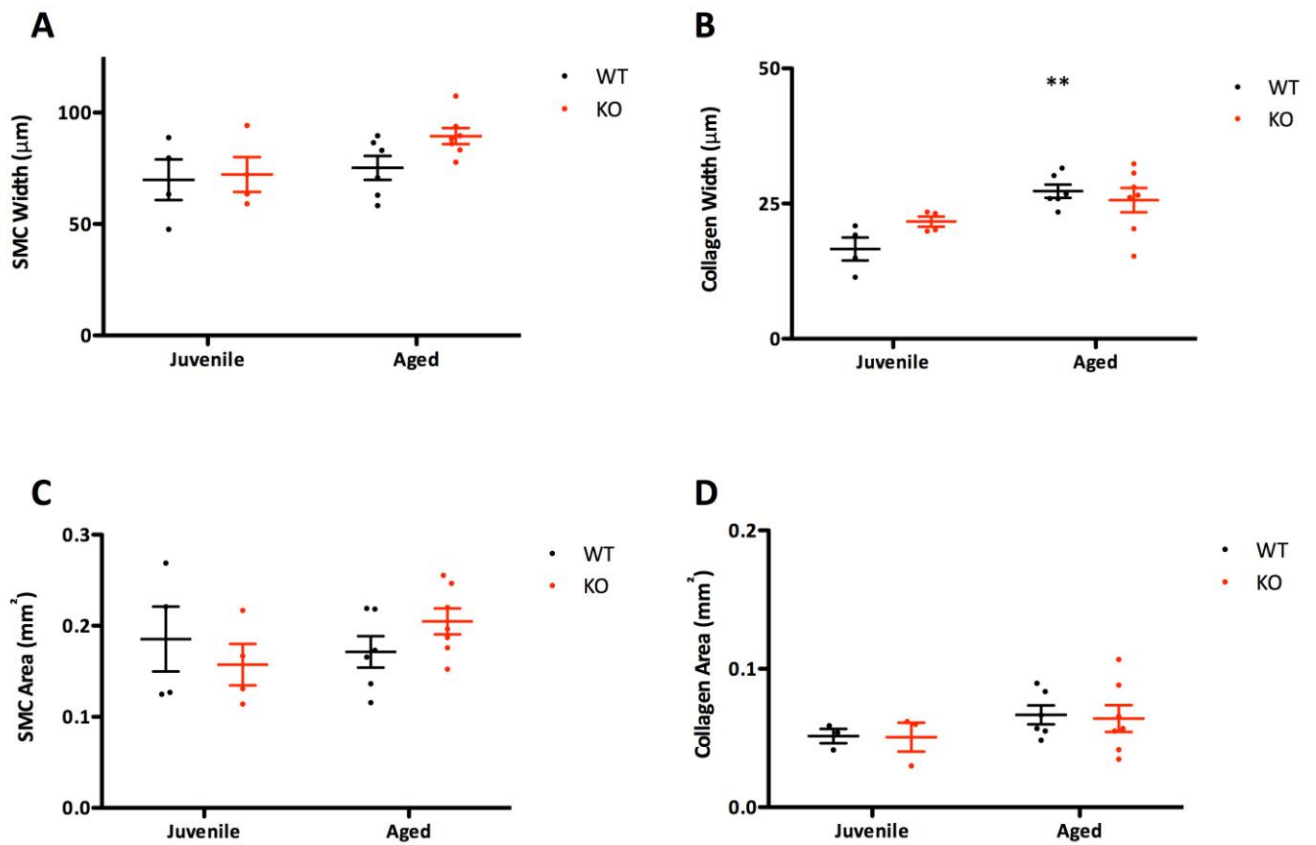 A
WT
KO
100
50
0
SMC Width (μm)
Juvenile
Aged
B
**
WT
KO
50
25
0
Collagen Width (μm)
Juvenile
Aged
C
WT
KO
0.3
0.2
0.1
0.0
SMC Area (mm²)
Juvenile
Aged
D
WT
KO
0.2
0.1
0.0
Collagen Area (mm²)
Juvenile
Aged